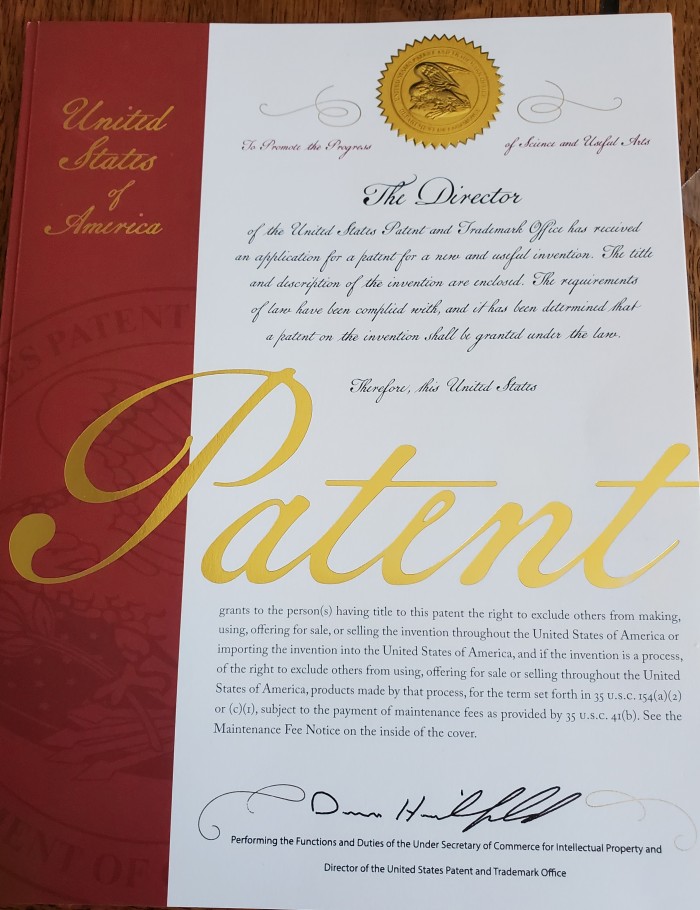 United
States
of
America
To Promote the Progress
of Science and Useful Arts
The Director
of the United States Patent and Trademark Office has received
an application for a patent for a new and useful invention. The title
and description of the invention are enclosed. The requirements
of law have been complied with, and it has been determined that
a patent on the invention shall be granted under the law.
Therefore, this United States
Patent
grants to the person(s) having title to this patent the right to exclude others from making,
using, offering for sale, or selling the invention throughout the United States of America or
importing the invention into the United States of America, and if the invention is a process,
of the right to exclude others from using, offering for sale or selling throughout the United
States of America, products made by that process, for the term set forth in 35 U.S.C. 154(a)(2)
or (c)(1), subject to the payment of maintenance fees as provided by 35 U.S.C. 41(b). See the
Maintenance Fee Notice on the inside of the cover.
Performing the Functions and Duties of the Under Secretary of Commerce for Intellectual Property and
Director of the United States Patent and Trademark Office